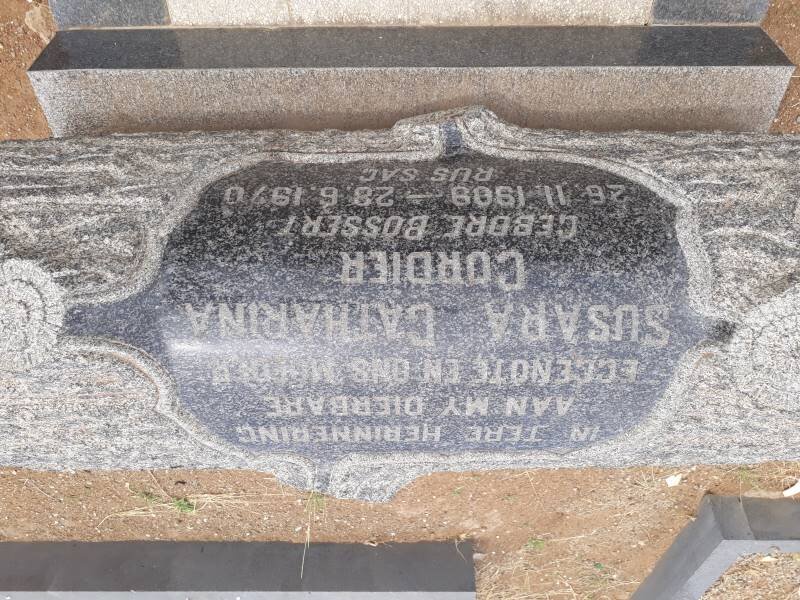 IN TERE HERINNERING
AAN MY DIERBARE
EGGENOTE EN ONS MOEDER
SUSARA CATHARINA
CORDIER
GEBORE BOSSERT
26.11.1909 — 28.6.1970
RUS SAG